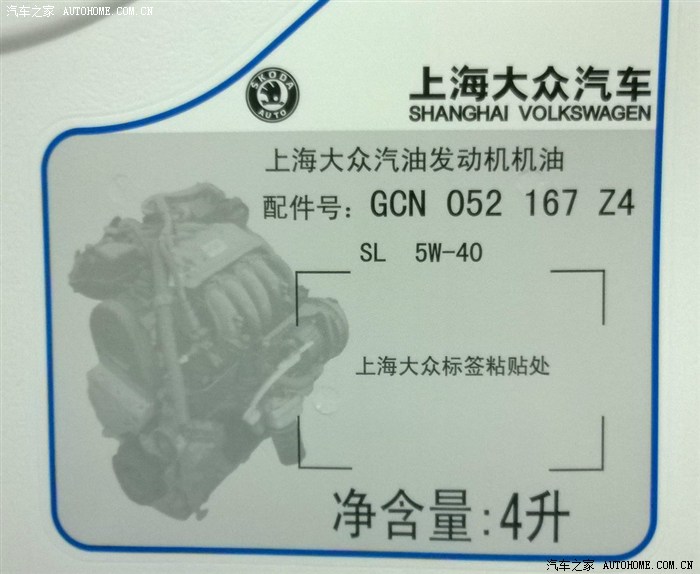 汽车之家 AUTOHOME.COM.CN
SKODA
AUTO
上海大众汽车
SHANGHAI VOLKSWAGEN
上海大众汽油发动机机油
配件号: GCN 052 167 Z4
SL 5W-40
上海大众标签粘贴处
净含量:4升
汽车之家 AUTOHOME.COM.CN